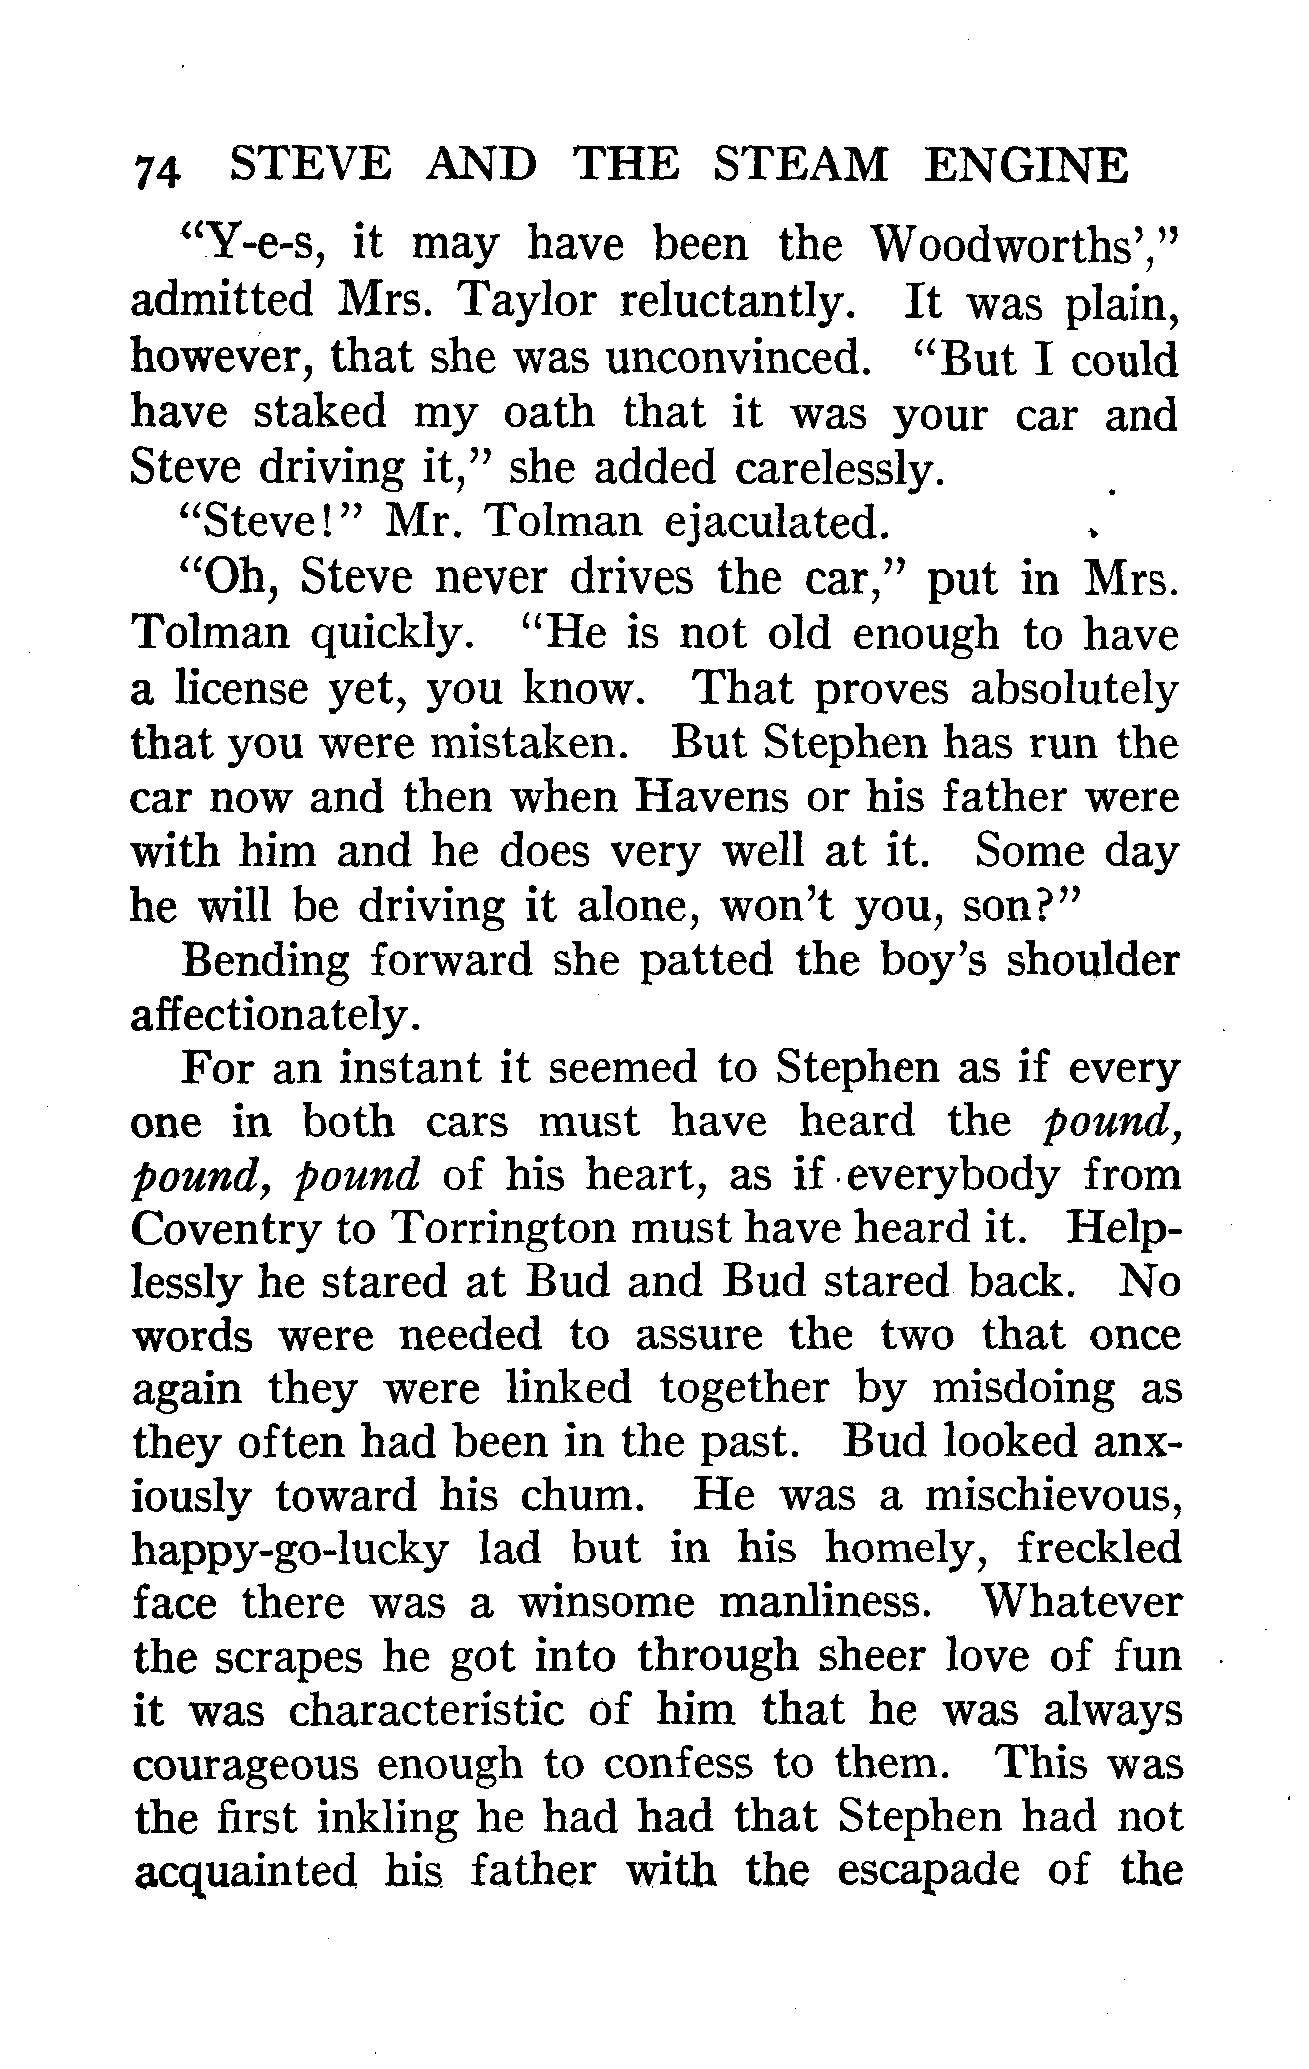 74 STEVE AND THE STEAM ENGINE
"Y-e-s, it may have been the Woodworths',"
admitted Mrs. Taylor reluctantly. It was plain,
however, that she was unconvinced. "But I could
have staked my oath that it was your car and
Steve driving it," she added carelessly.
"Steve!" Mr. Tolman ejaculated.
"Oh, Steve never drives the car," put in Mrs.
Tolman quickly. "He is not old enough to have
a license yet, you know. That proves absolutely
that you were mistaken. But Stephen has run the
car now and then when Havens or his father were
with him and he does very well at it. Some day
he will be driving it alone, won't you, son?"
Bending forward she patted the boy's shoulder
affectionately.
For an instant it seemed to Stephen as if every
one in both cars must have heard the pound,
pound, pound of his heart, as if everybody from
Coventry to Torrington must have heard it. Help-
lessly he stared at Bud and Bud stared back. No
words were needed to assure the two that once
again they were linked together by misdoing as
they often had been in the past. Bud looked anx-
iously toward his chum. He was a mischievous,
happy-go-lucky lad but in his homely, freckled
face there was a winsome manliness. Whatever
the scrapes he got into through sheer love of fun
it was characteristic of him that he was always
courageous enough to confess to them. This was
the first inkling he had had that Stephen had not
acquainted his father with the escapade of the